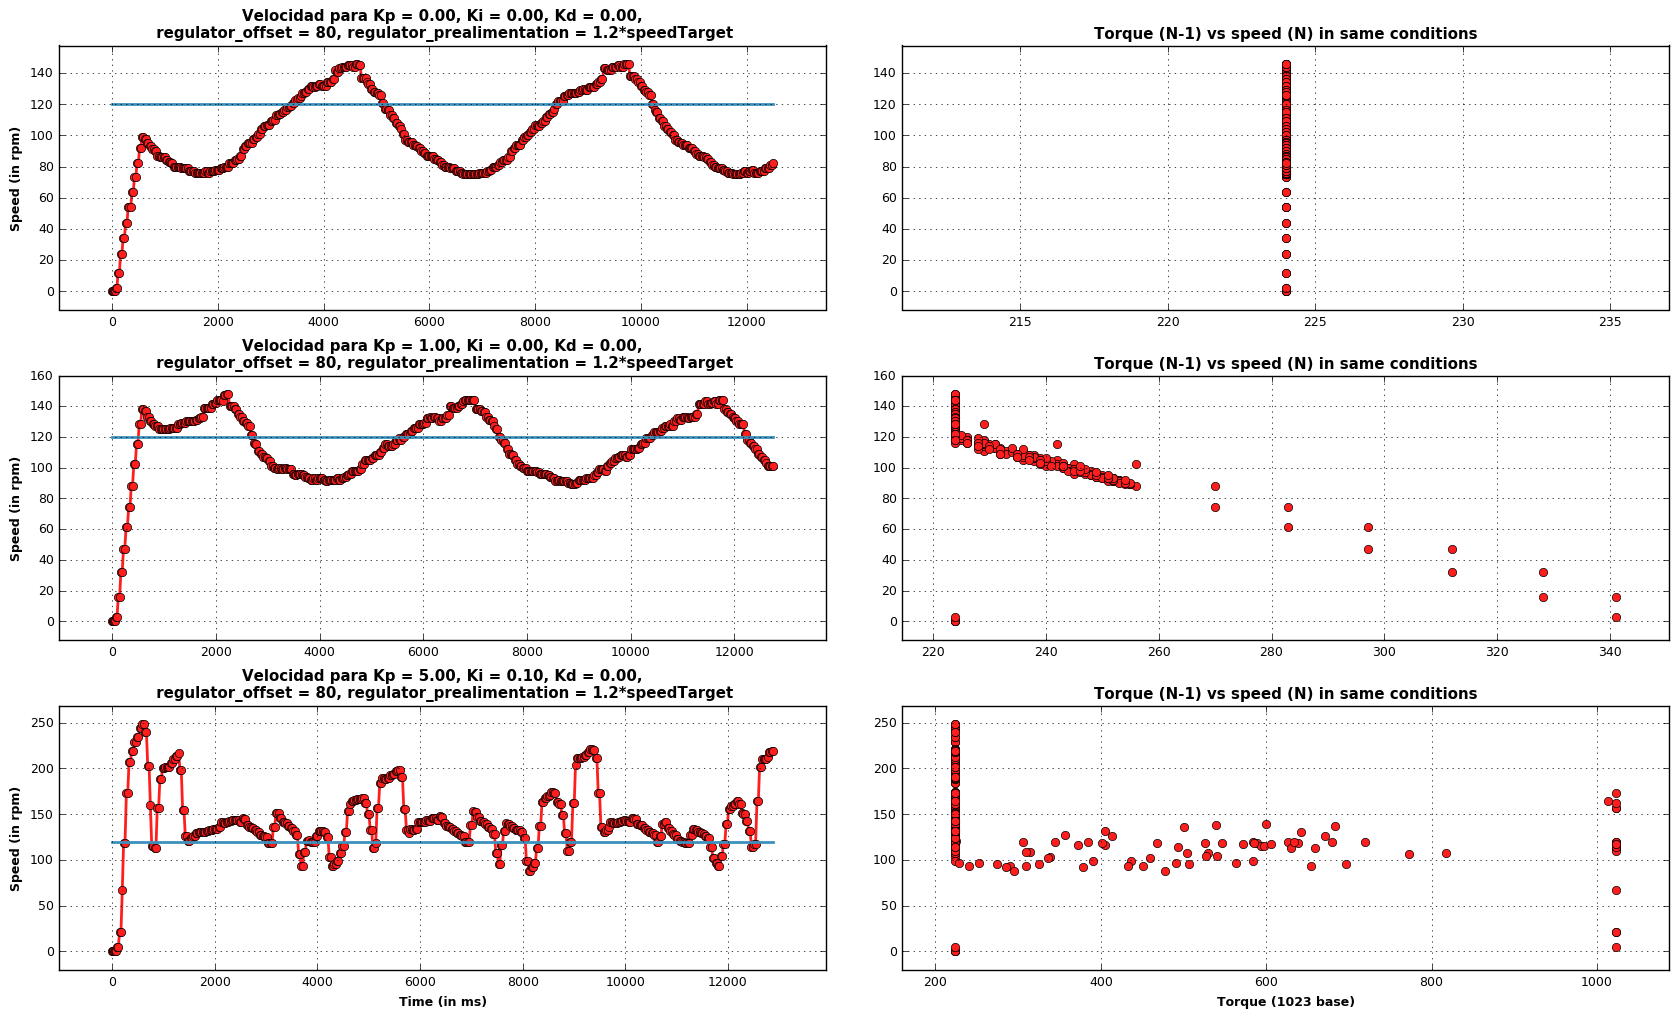 Velocidad para Kp = 0.00, Ki = 0.00, Kd = 0.00,
regulator_offset = 80, regulator_prealimentation = 1.2*speedTarget
Speed (in rpm)
140
120
100
80
60
40
20
0
0 2000 4000 6000 8000 10000 12000
Torque (N-1) vs speed (N) in same conditions
140
120
100
80
60
40
20
0
215 220 225 230 235
Velocidad para Kp = 1.00, Ki = 0.00, Kd = 0.00,
regulator_offset = 80, regulator_prealimentation = 1.2*speedTarget
Speed (in rpm)
160
140
120
100
80
60
40
20
0
0 2000 4000 6000 8000 10000 12000
Torque (N-1) vs speed (N) in same conditions
160
140
120
100
80
60
40
20
0
220 240 260 280 300 320 340
Velocidad para Kp = 5.00, Ki = 0.10, Kd = 0.00,
regulator_offset = 80, regulator_prealimentation = 1.2*speedTarget
Speed (in rpm)
250
200
150
100
50
0
0 2000 4000 6000 8000 10000 12000
Time (in ms)
Torque (N-1) vs speed (N) in same conditions
250
200
150
100
50
0
200 400 600 800 1000
Torque (1023 base)